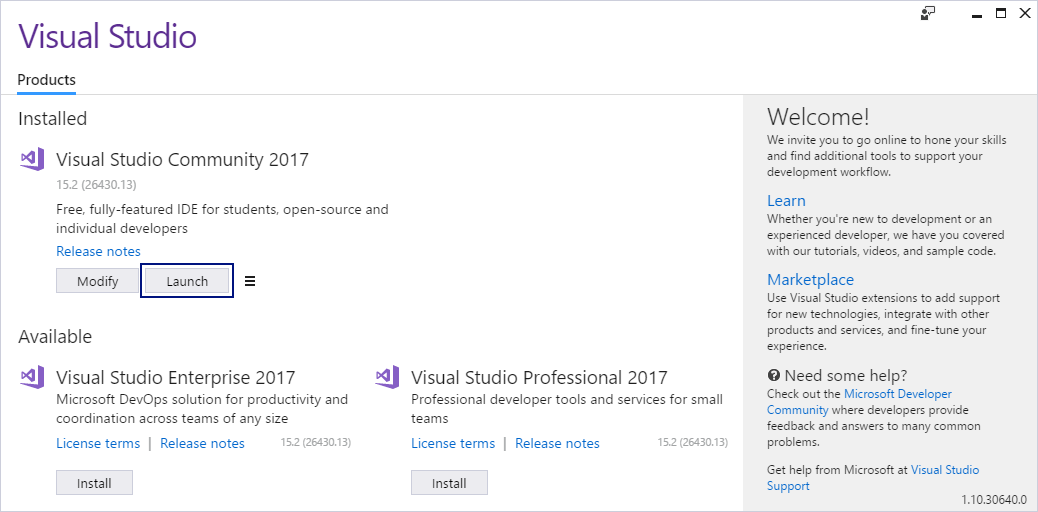 Visual Studio
Products
Installed
Visual Studio Community 2017
15.2 (26430.13)
Free, fully-featured IDE for students, open-source and
individual developers
Release notes
Modify
Launch
Available
Visual Studio Enterprise 2017
Microsoft DevOps solution for productivity and
coordination across teams of any size
License terms | Release notes 15.2 (26430.13)
Install
Visual Studio Professional 2017
Professional developer tools and services for small
teams
License terms | Release notes 15.2 (26430.13)
Install
Welcome!
We invite you to go online to hone your skills
and find additional tools to support your
development workflow.
Learn
Whether you're new to development or an
experienced developer, we have you covered
with our tutorials, videos, and sample code.
Marketplace
Use Visual Studio extensions to add support
for new technologies, integrate with other
products and services, and fine-tune your
experience.
Need some help?
Check out the Microsoft Developer
Community where developers provide
feedback and answers to many common
problems.
Get help from Microsoft at Visual Studio
Support
1.10.30640.0